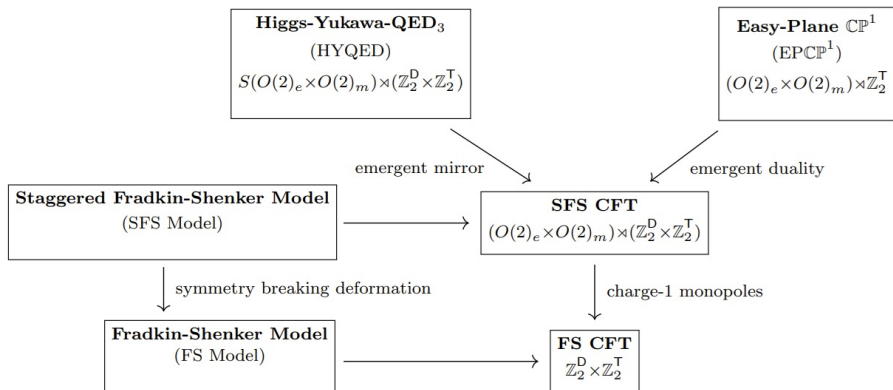 Higgs-Yukawa-QED₃
(HYQED)
S(O(2)ₑ×O(2)ₘ)⋊(ℤ₂ᴰ×ℤ₂ᵀ)
Easy-Plane ℂℙ¹
(EPℂℙ¹)
(O(2)ₑ×O(2)ₘ)⋊ℤ₂ᵀ
emergent mirror
emergent duality
Staggered Fradkin-Shenker Model
(SFS Model)
SFS CFT
(O(2)ₑ×O(2)ₘ)⋊(ℤ₂ᴰ×ℤ₂ᵀ)
symmetry breaking deformation
charge-1 monopoles
Fradkin-Shenker Model
(FS Model)
FS CFT
ℤ₂ᴰ×ℤ₂ᵀ